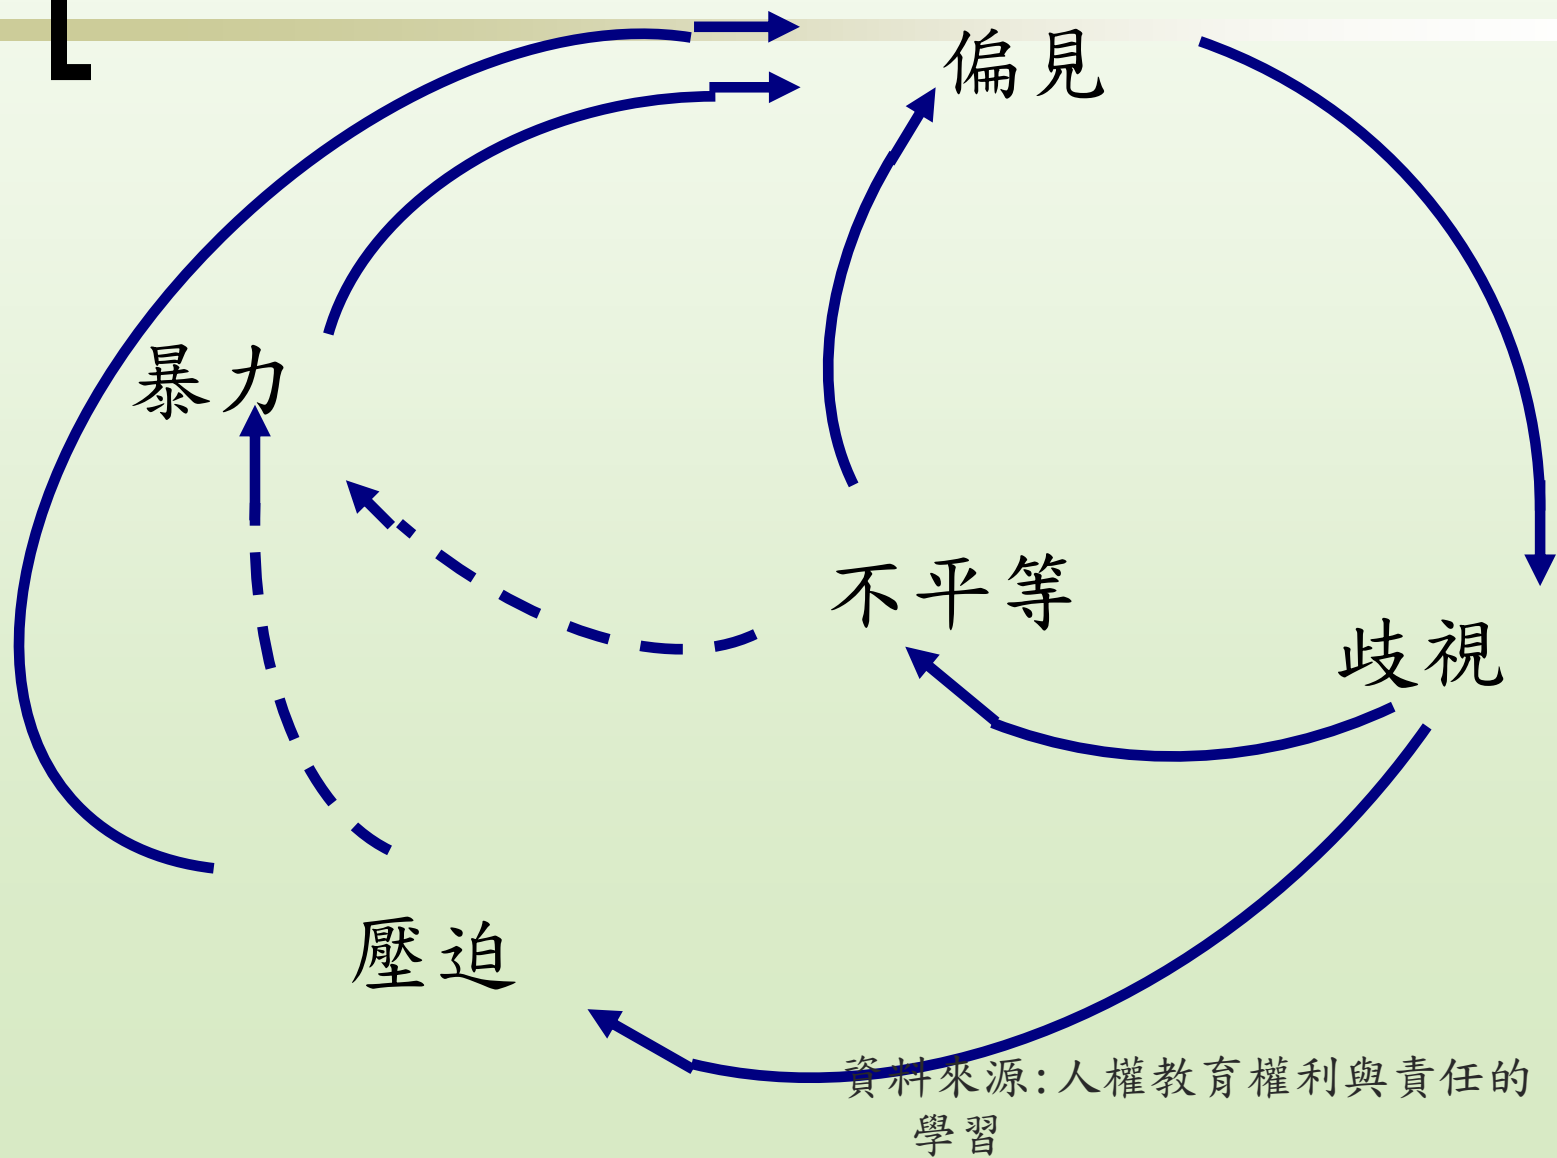 偏見
暴力
不平等
歧視
壓迫
資料來源:人權教育權利與責任的
學習